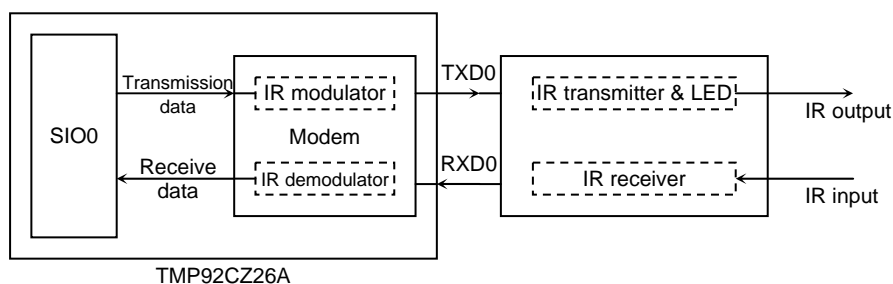 SIO0
Transmission
data
Receive
data
IR modulator
Modem
IR demodulator
TXD0
RXD0
IR transmitter & LED
IR receiver
IR output
IR input
TMP92CZ26A